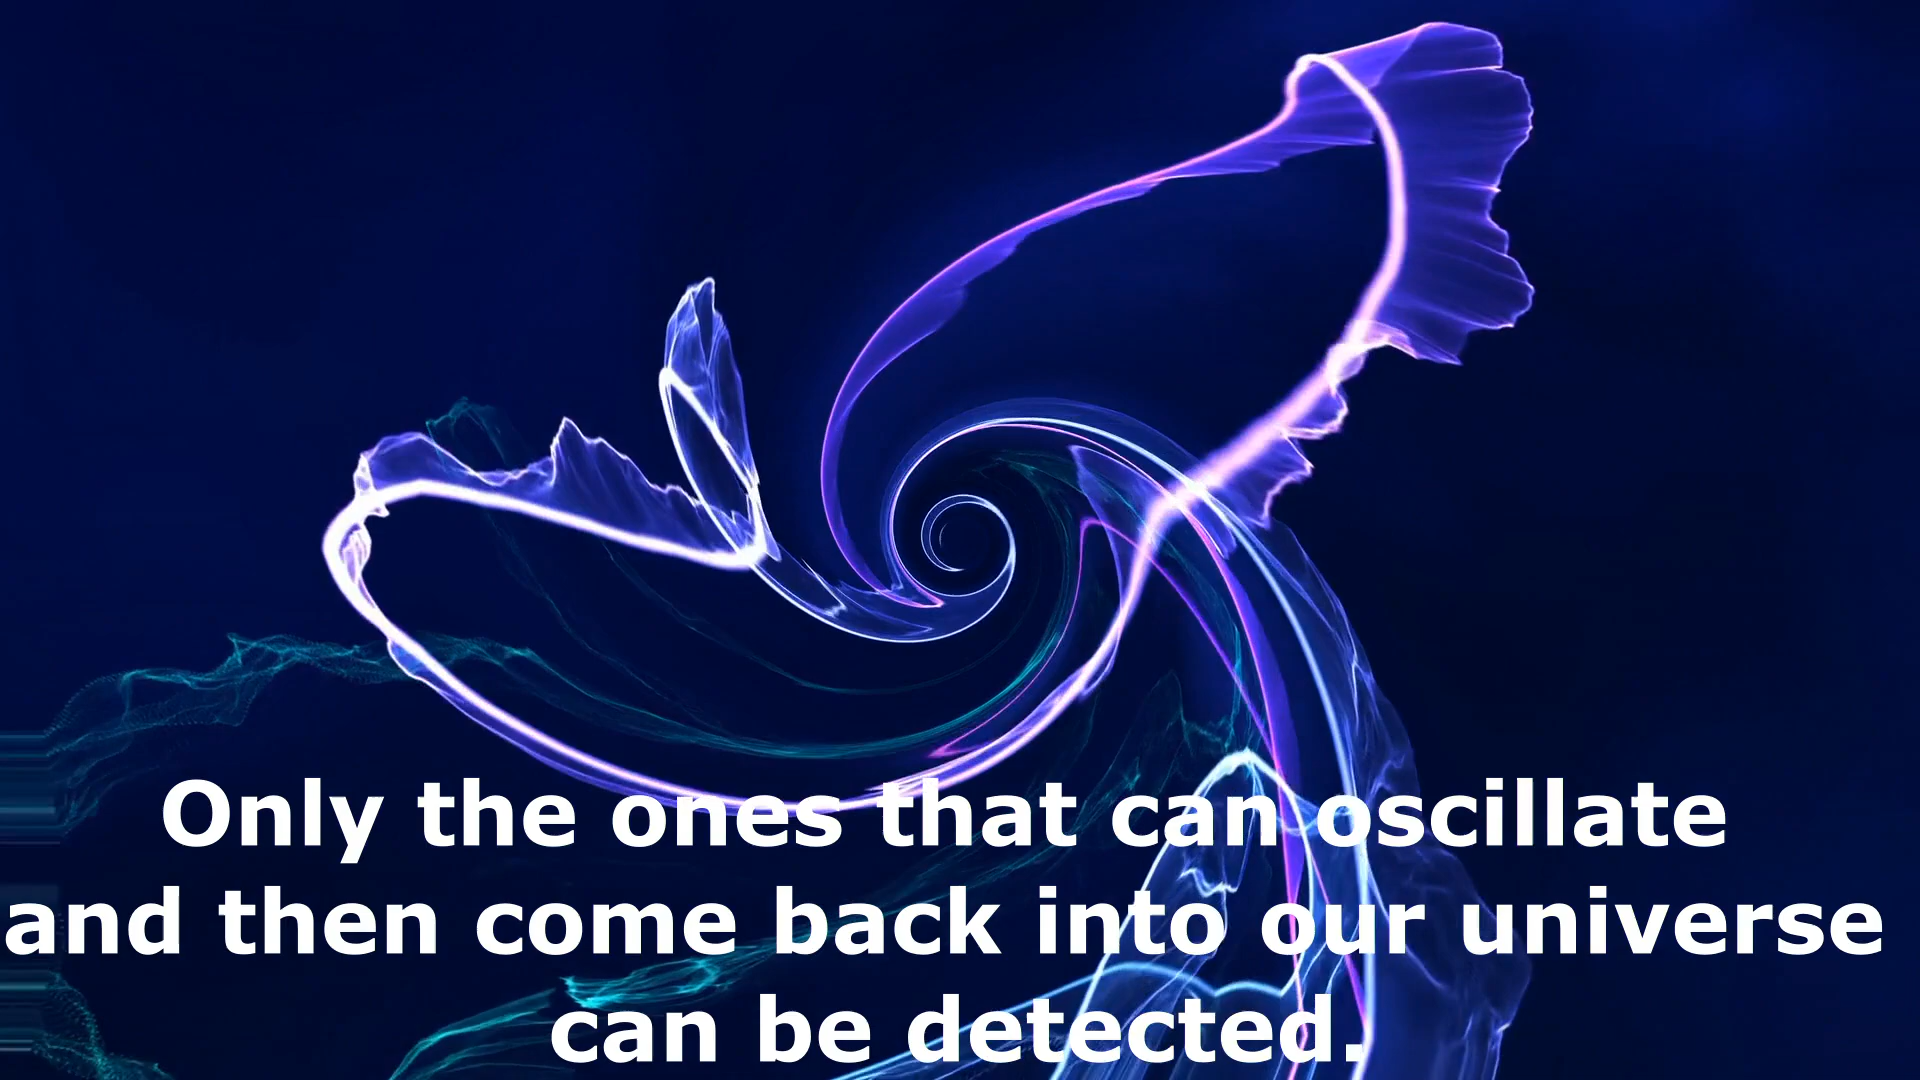 Only the ones that can oscillate
and then come back into our universe
can be detected.